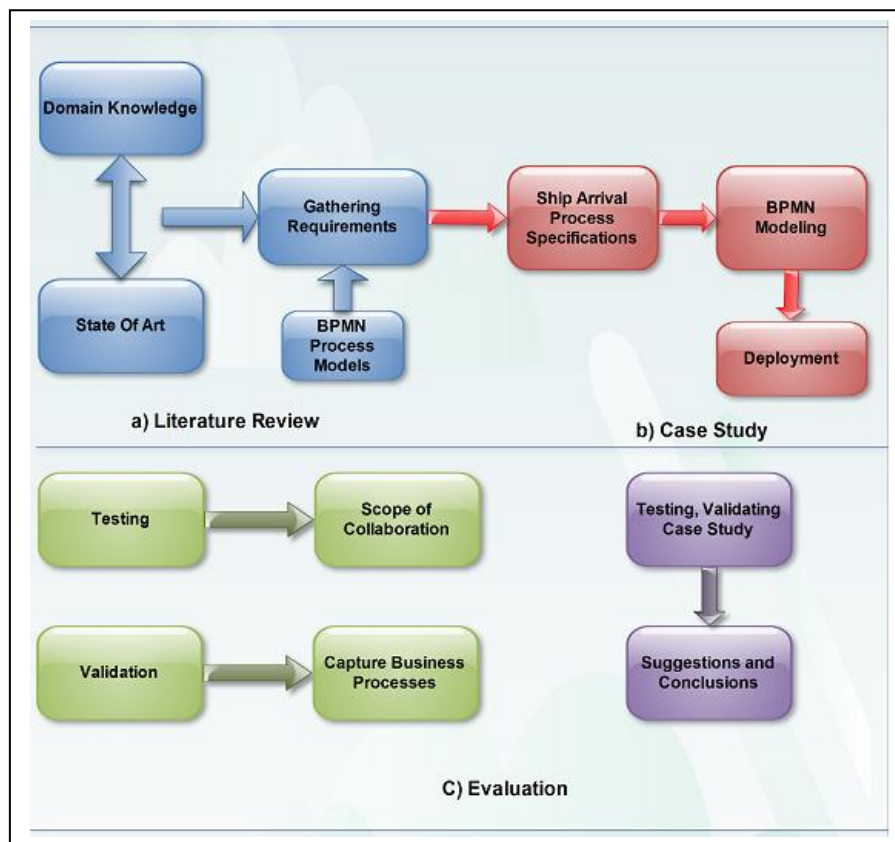 Domain Knowledge
State Of Art
Gathering
Requirements
BPMN
Process
Models
a) Literature Review
Ship Arrival
Process
Specifications
BPMN
Modeling
Deployment
b) Case Study
Testing
Scope of
Collaboration
Validation
Capture Business
Processes
Testing, Validating
Case Study
Suggestions and
Conclusions
C) Evaluation